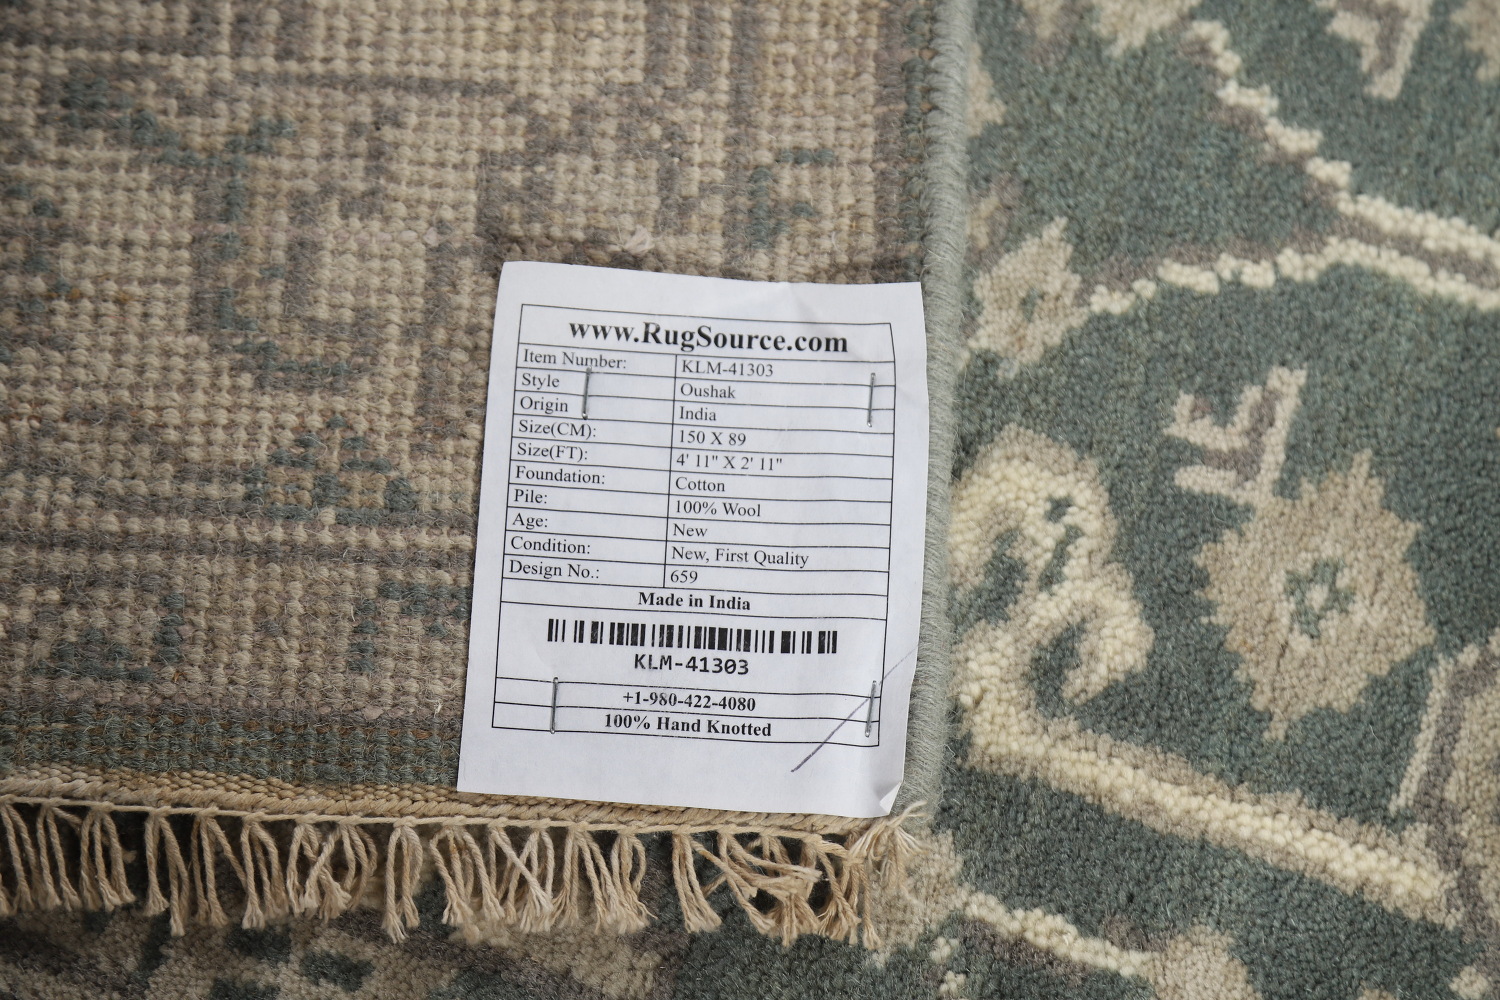 www.RugSource.com
Item Number: KLM-41303
Style Oushak
Origin India
Size(CM): 150 X 89
Size(FT): 4' 11" X 2' 11"
Foundation: Cotton
Pile: 100% Wool
Age: New
Condition: New, First Quality
Design No.: 659
Made in India
KLM-41303
+1-980-422-4080
100% Hand Knotted